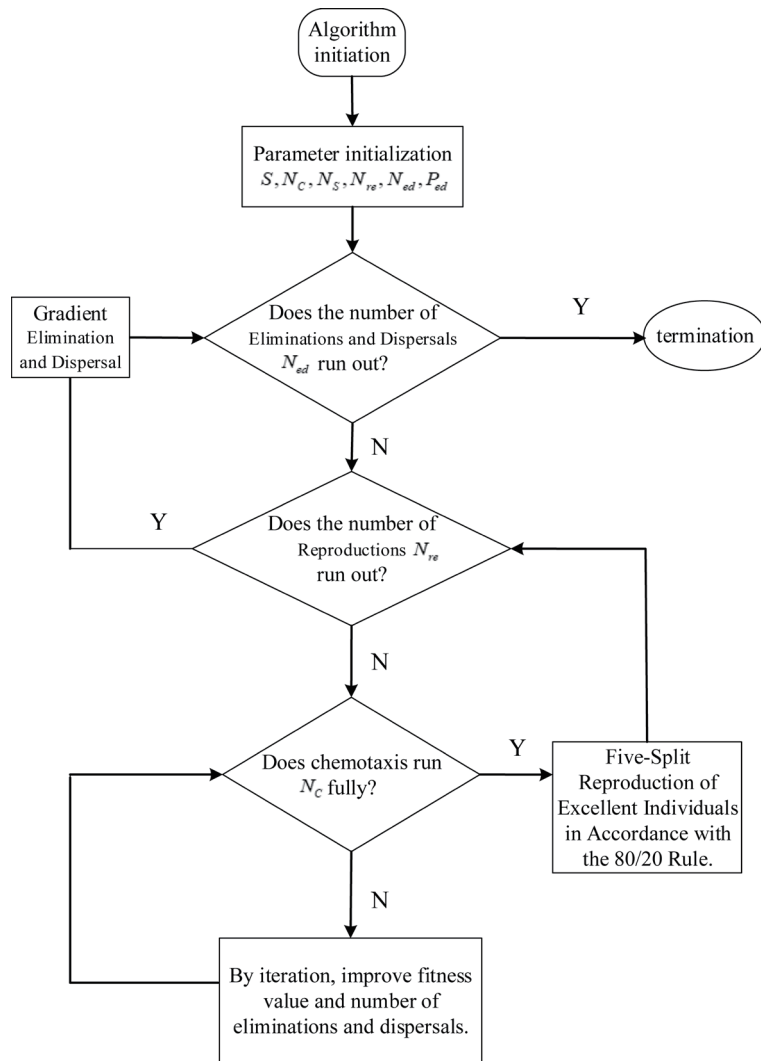 Algorithm
initiation
Parameter initialization
S, N_C, N_S, N_re, N_ed, P_ed
Gradient
Elimination
and Dispersal
Does the number of
Eliminations and Dispersals
N_ed run out?
Y
termination
N
Does the number of
Reproductions N_re
run out?
Y
N
Does chemotaxis run
N_C fully?
Y
Five-Split
Reproduction of
Excellent Individuals
in Accordance with
the 80/20 Rule.
N
By iteration, improve fitness
value and number of
eliminations and dispersals.